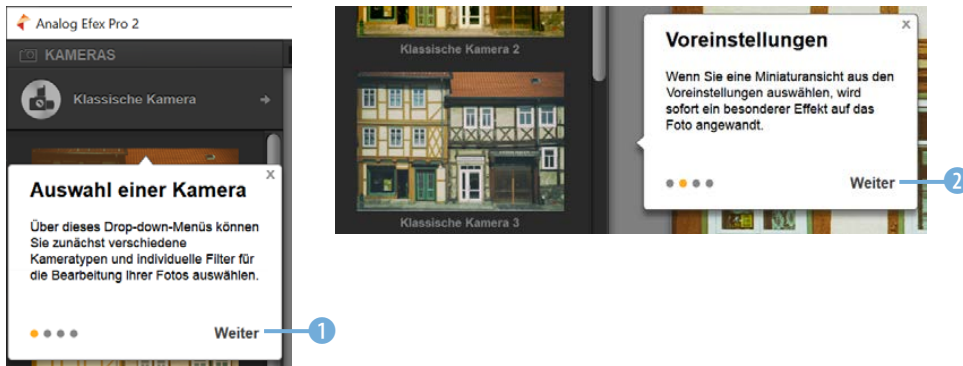 Analog Efex Pro 2
KAMERAS
Klassische Kamera
x
Auswahl einer Kamera
Über dieses Drop-down-Menüs können
Sie zunächst verschiedene
Kameratypen und individuelle Filter für
die Bearbeitung Ihrer Fotos auswählen.
Weiter
1
Klassische Kamera 2
Klassische Kamera 3
x
Voreinstellungen
Wenn Sie eine Miniaturansicht aus den
Voreinstellungen auswählen, wird
sofort ein besonderer Effekt auf das
Foto angewandt.
Weiter
2